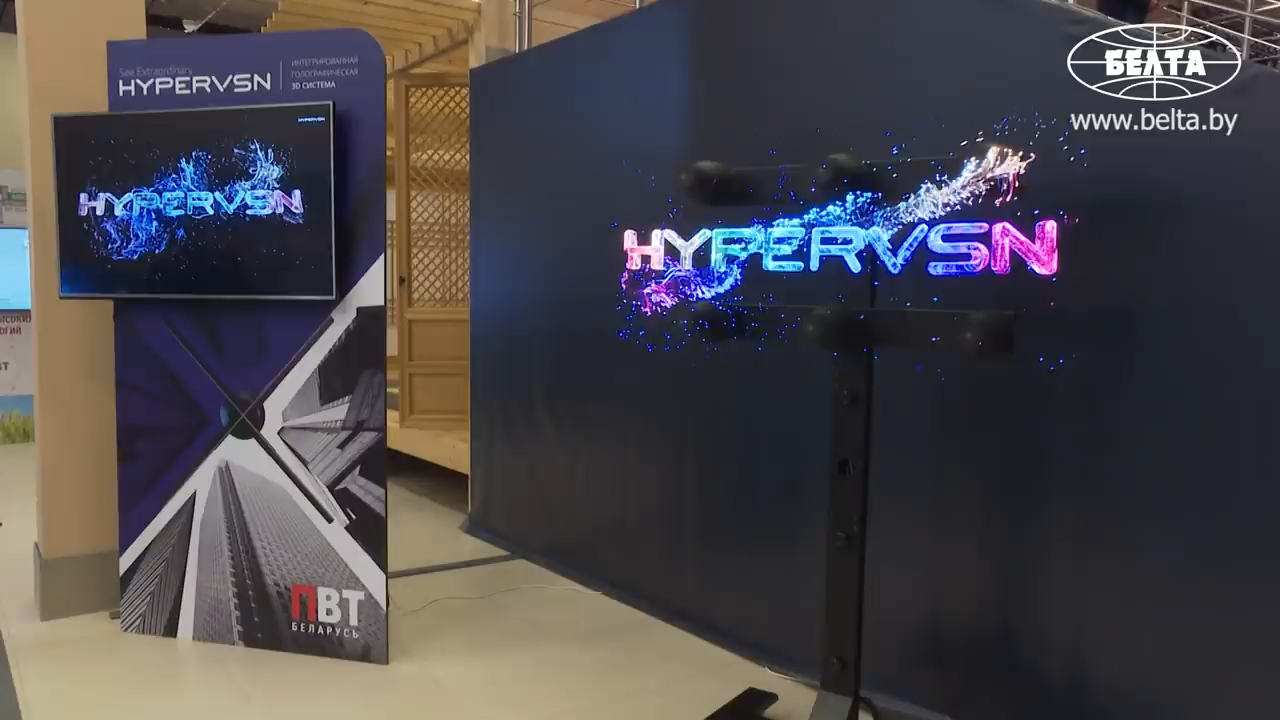 See Extraordinary
HYPERVSN
ИНТЕГРИРОВАННАЯ
ГОЛОГРАФИЧЕСКАЯ
3D СИСТЕМА
HYPERVSN
HYPERVSN
HYPERVSN
ПВТ
БЕЛАРУСЬ
БЕЛТА
www.belta.by